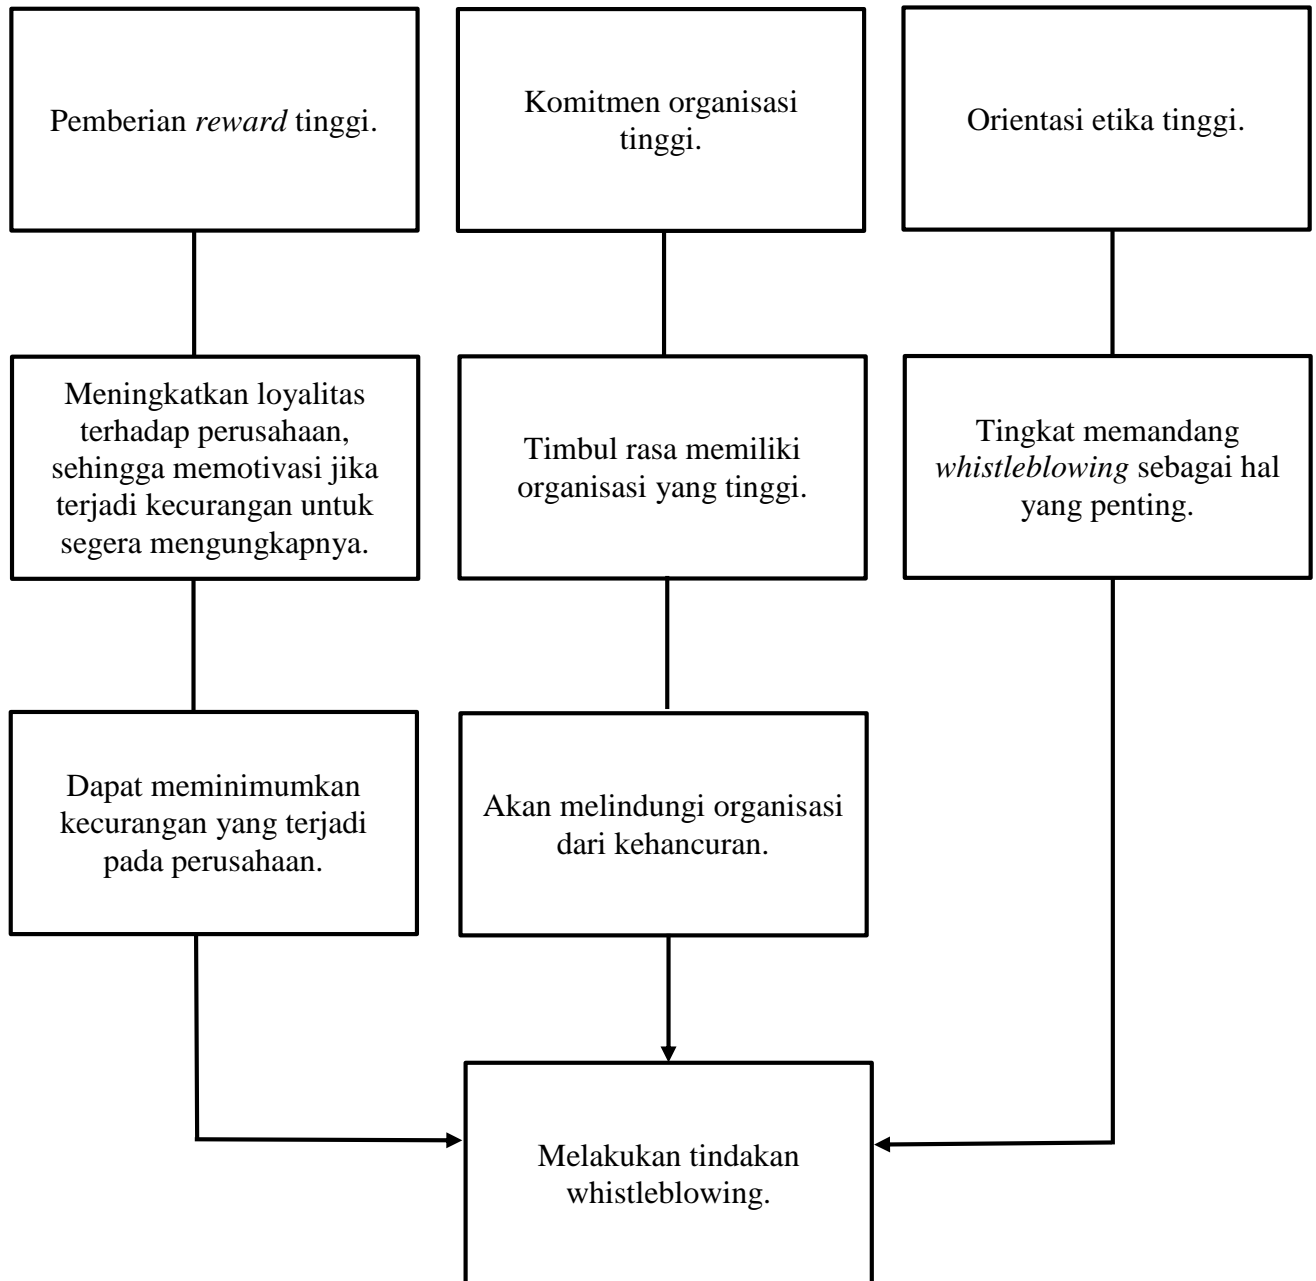 Pemberian reward tinggi.
Komitmen organisasi
tinggi.
Orientasi etika tinggi.
Meningkatkan loyalitas
terhadap perusahaan,
sehingga memotivasi jika
terjadi kecurangan untuk
segera mengungkapnya.
Timbul rasa memiliki
organisasi yang tinggi.
Tingkat memandang
whistleblowing sebagai hal
yang penting.
Dapat meminimumkan
kecurangan yang terjadi
pada perusahaan.
Akan melindungi organisasi
dari kehancuran.
Melakukan tindakan
whistleblowing.